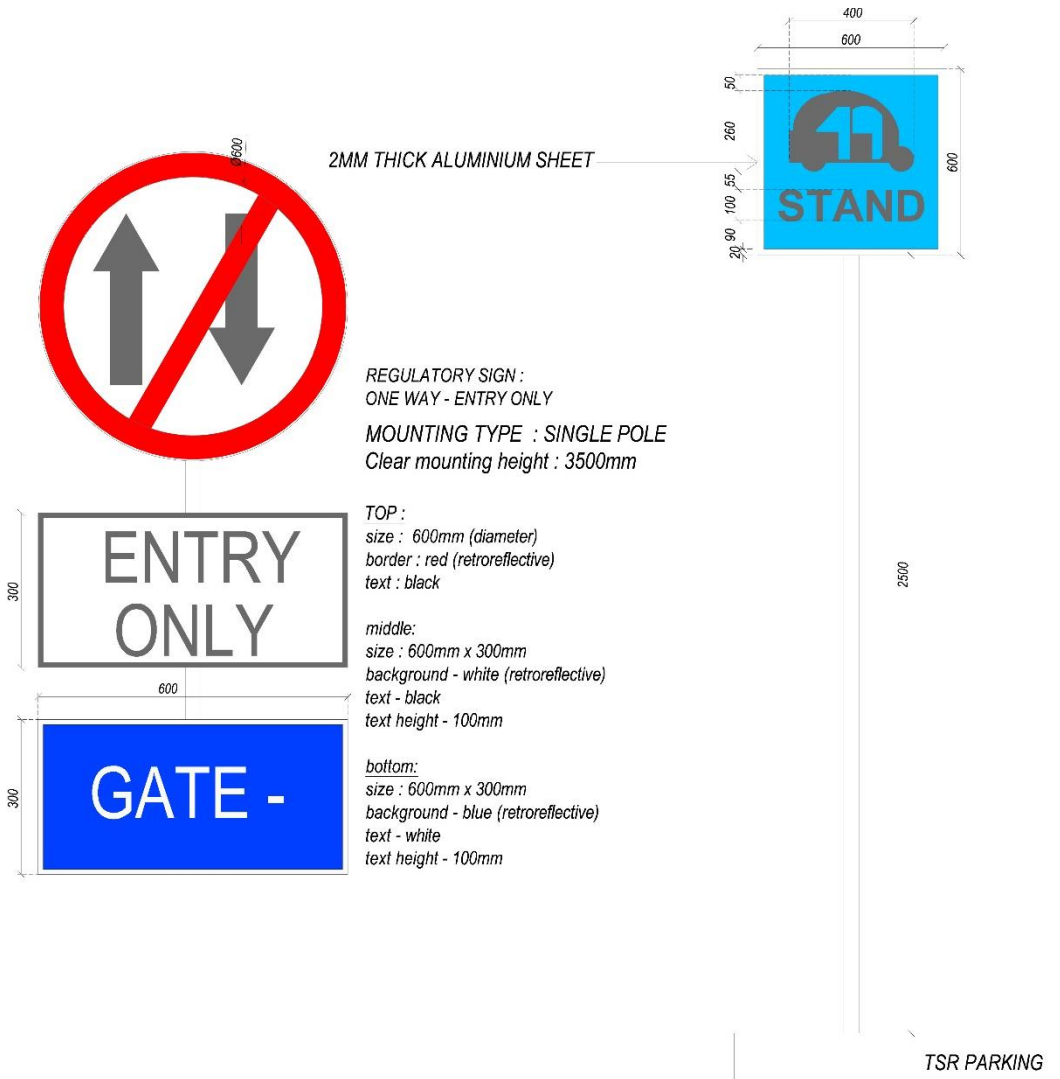 400
600
50
260
55
100
90
20
600
STAND
2MM THICK ALUMINIUM SHEET
Ø600
REGULATORY SIGN :
ONE WAY - ENTRY ONLY
MOUNTING TYPE : SINGLE POLE
Clear mounting height : 3500mm
300
ENTRY
ONLY
TOP :
size : 600mm (diameter)
border : red (retroreflective)
text : black
middle:
size : 600mm x 300mm
background - white (retroreflective)
text - black
text height - 100mm
600
300
GATE -
bottom:
size : 600mm x 300mm
background - blue (retroreflective)
text - white
text height - 100mm
2500
TSR PARKING